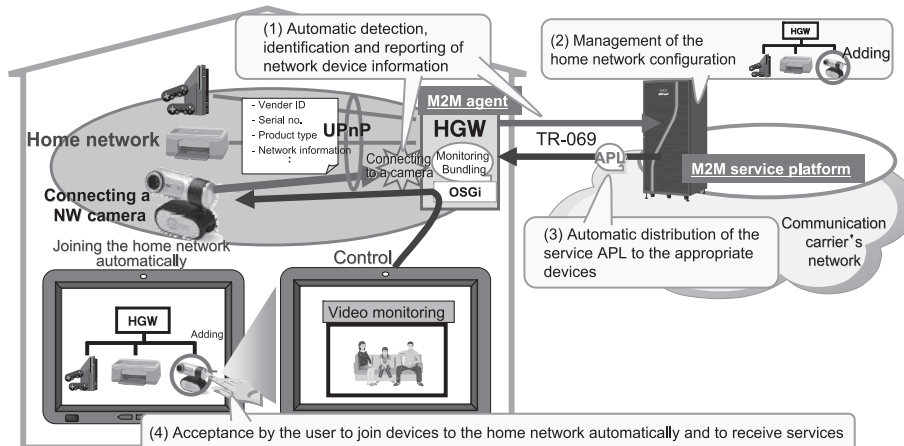 (1) Automatic detection,
identification and reporting of
network device information
(2) Management of the
home network configuration
HGW
Adding
M2M agent
HGW
Monitoring
Bundling
OSGi
- Vender ID
- Serial no.
- Product type
- Network information
:
UPnP
Home network
Connecting
to a camera
TR-069
APL
M2M service platform
Connecting a
NW camera
Joining the home network
automatically
Control
(3) Automatic distribution of the
service APL to the appropriate
devices
Communication
carrier's
network
HGW
Adding
Video monitoring
(4) Acceptance by the user to join devices to the home network automatically and to receive services